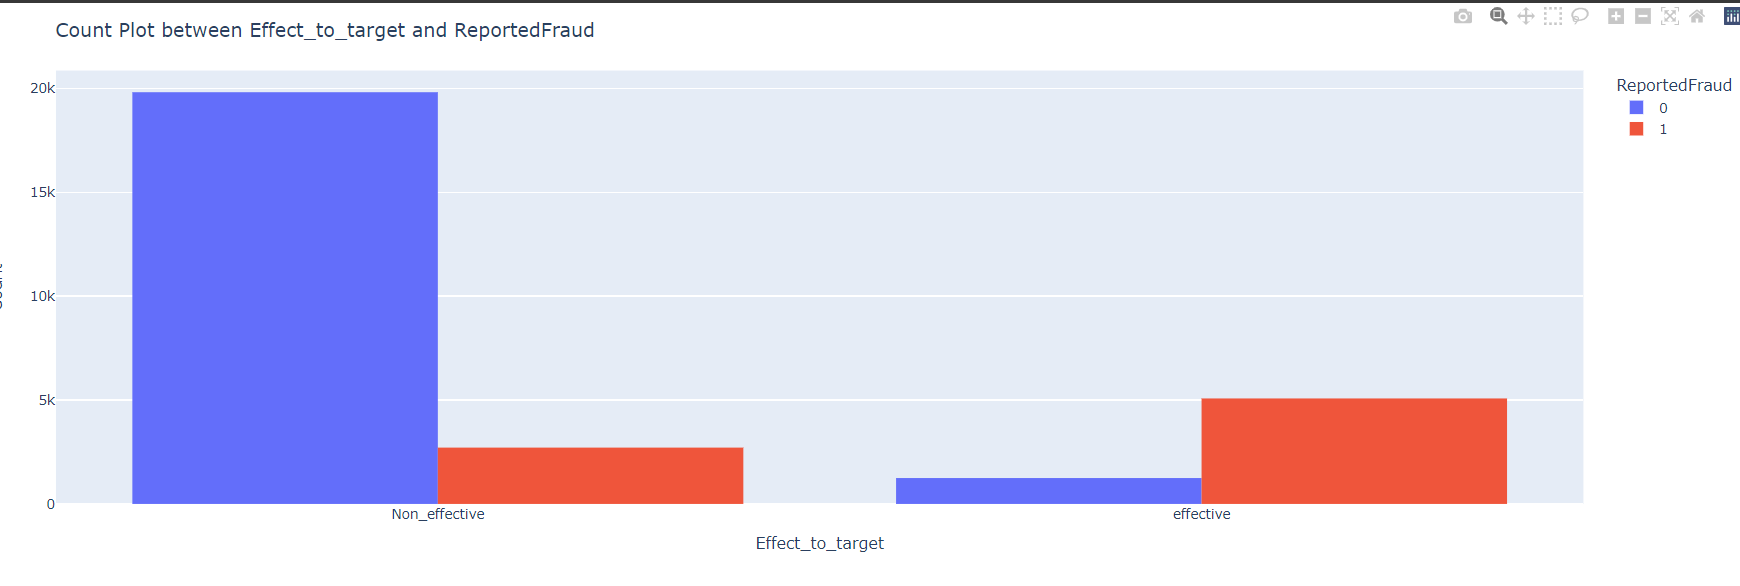 Count Plot between Effect_to_target and ReportedFraud
20k
15k
10k
5k
0
Non_effective
effective
Effect_to_target
ReportedFraud
0
1